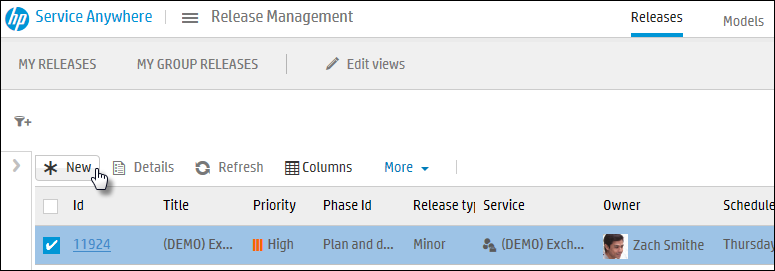 hp Service Anywhere Release Management Releases Models
MY RELEASES MY GROUP RELEASES Edit views
New Details Refresh Columns More
Id Title Priority Phase Id Release typ Service Owner Schedule
11924 (DEMO) Ex... High Plan and d... Minor (DEMO) Exch... Zach Smithe Thursday